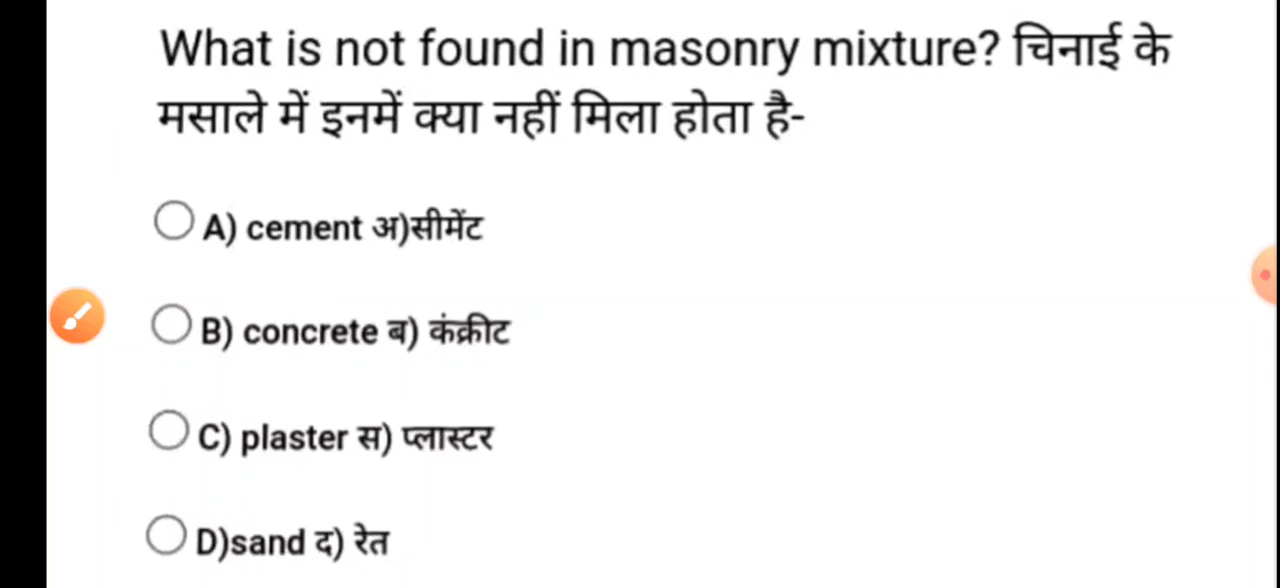 What is not found in masonry mixture? चिनाई के
मसाले में इनमें क्या नहीं मिला होता है-
A) cement अ)सीमेंट
B) concrete ब) कंक्रीट
C) plaster स) प्लास्टर
D)sand द) रेत